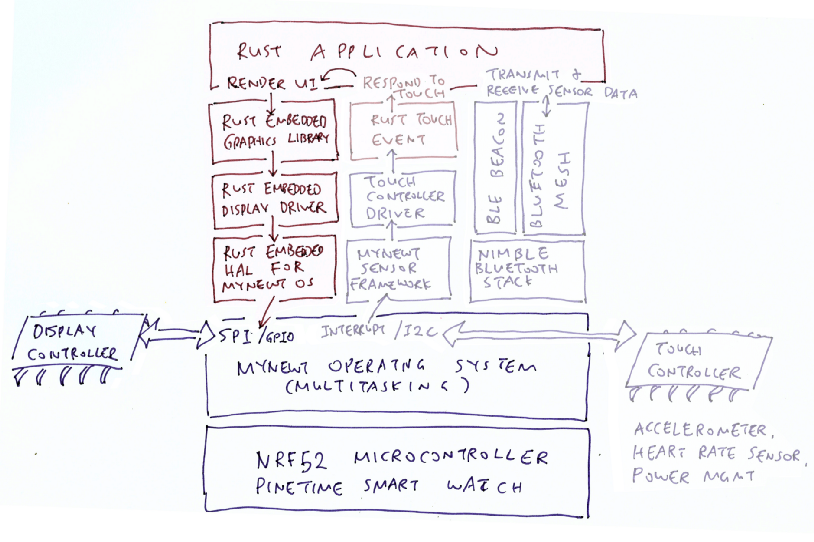 RUST APPLICATION
RENDER UI
RESPOND TO
TOUCH
TRANSMIT &
RECEIVE SENSOR DATA
RUST EMBEDDED
GRAPHICS LIBRARY
RUST TOUCH
EVENT
BLE BEACON
BLUETOOTH
MESH
RUST EMBEDDED
DISPLAY DRIVER
TOUCH
CONTROLLER
DRIVER
RUST EMBEDDED
HAL FOR
MYNEWT OS
MYNEWT
SENSOR
FRAMEWORK
NIMBLE
BLUETOOTH
STACK
DISPLAY
CONTROLLER
SPI/GPIO
INTERRUPT/I2C
TOUCH
CONTROLLER
MYNEWT OPERATNG SYSTEM
(MULTITASKING)
ACCELEROMETER,
HEART RATE SENSOR,
POWER MGMT
NRF52 MICROCONTROLLER
PINETIME SMART WATCH